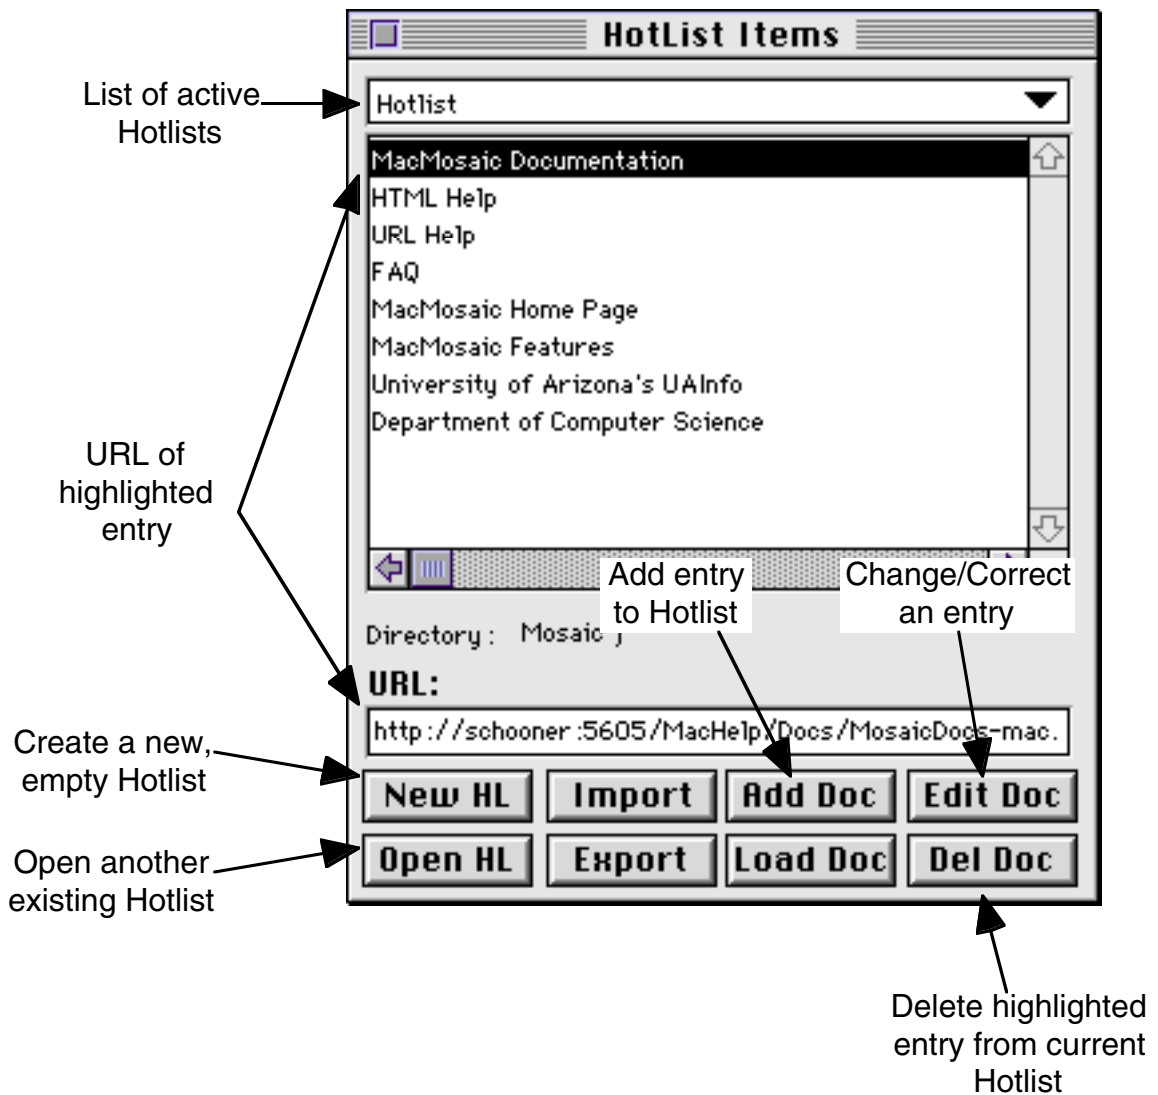 HotList Items
List of active
Hotlists
Hotlist
MacMosaic Documentation
HTML Help
URL Help
FAQ
MacMosaic Home Page
MacMosaic Features
University of Arizona's UAInfo
Department of Computer Science
URL of
highlighted
entry
Add entry
to Hotlist
Change/Correct
an entry
Directory: Mosaic
URL:
http://schooner:5605/MacHelp/Docs/MosaicDocs-mac.
Create a new,
empty Hotlist
New HL Import Add Doc Edit Doc
Open another
existing Hotlist
Open HL Export Load Doc Del Doc
Delete highlighted
entry from current
Hotlist